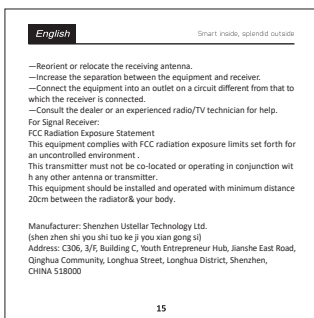 English
Smart inside, splendid outside
—Reorient or relocate the receiving antenna.
—Increase the separation between the equipment and receiver.
—Connect the equipment into an outlet on a circuit different from that to
which the receiver is connected.
—Consult the dealer or an experienced radio/TV technician for help.
For Signal Receiver:
FCC Radiation Exposure Statement
This equipment complies with FCC radiation exposure limits set forth for
an uncontrolled environment .
This transmitter must not be co-located or operating in conjunction wit
h any other antenna or transmitter.
This equipment should be installed and operated with minimum distance
20cm between the radiator& your body.
Manufacturer: Shenzhen Ustellar Technology Ltd.
(shen zhen shi you shi tuo ke ji you xian gong si)
Address: C306, 3/F, Building C, Youth Entrepreneur Hub, Jianshe East Road,
Qinghua Community, Longhua Street, Longhua District, Shenzhen,
CHINA 518000
15